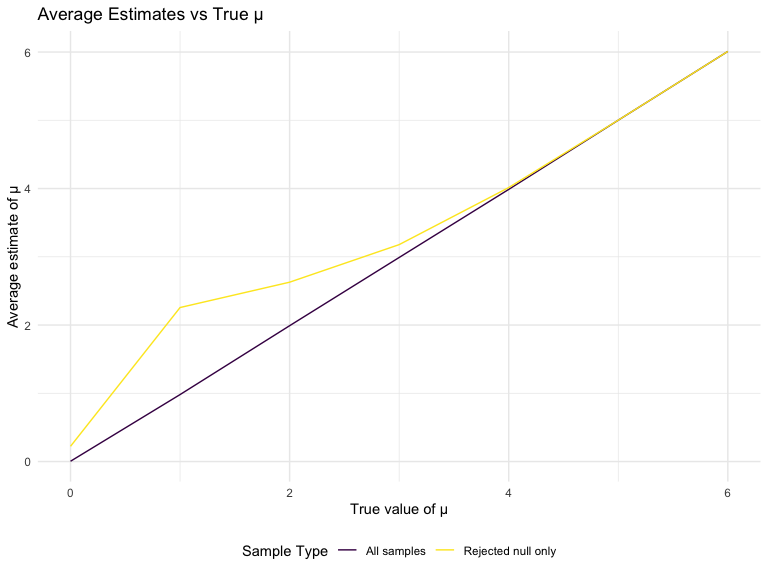 Average Estimates vs True μ
Average estimate of μ
6
4
2
0
0 2 4 6
True value of μ
Sample Type All samples Rejected null only